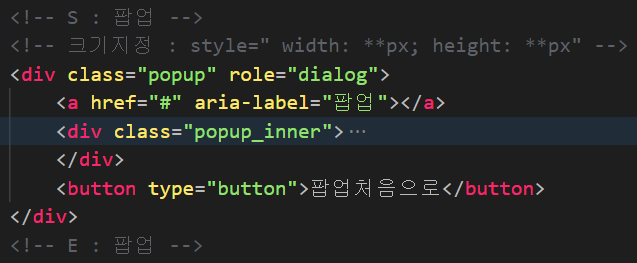 <!-- S : 팝업 -->
<!-- 크기지정 : style=" width: **px; height: **px" -->
<div class="popup" role="dialog">
<a href="#" aria-label="팝업"></a>
<div class="popup_inner">…
</div>
<button type="button">팝업처음으로</button>
</div>
<!-- E : 팝업 -->